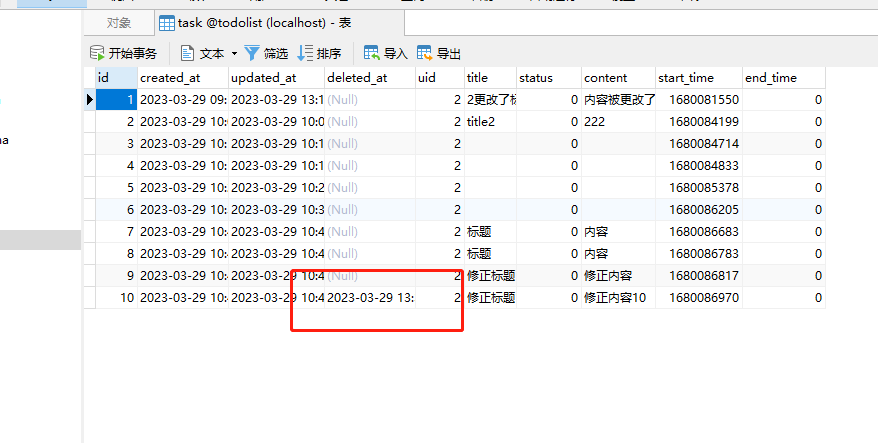 对象 task @todolist (localhost) - 表
开始事务 文本 筛选 排序 导入 导出
id created_at updated_at deleted_at uid title status content start_time end_time
1 2023-03-29 09: 2023-03-29 13:1 (Null) 2 2更改了标 0 内容被更改了 1680081550 0
2 2023-03-29 10: 2023-03-29 10:0 (Null) 2 title2 0 222 1680084199 0
3 2023-03-29 10: 2023-03-29 10:1 (Null) 2 0 1680084714 0
4 2023-03-29 10: 2023-03-29 10:1 (Null) 2 0 1680084833 0
5 2023-03-29 10: 2023-03-29 10:2 (Null) 2 0 1680085378 0
6 2023-03-29 10: 2023-03-29 10:3 (Null) 2 0 1680086205 0
7 2023-03-29 10: 2023-03-29 10:4 (Null) 2 标题 0 内容 1680086683 0
8 2023-03-29 10: 2023-03-29 10:4 (Null) 2 标题 0 内容 1680086783 0
9 2023-03-29 10: 2023-03-29 10:4 (Null) 2 修正标题 0 修正内容 1680086817 0
10 2023-03-29 10: 2023-03-29 10:4 2023-03-29 13: 2 修正标题 0 修正内容10 1680086970 0